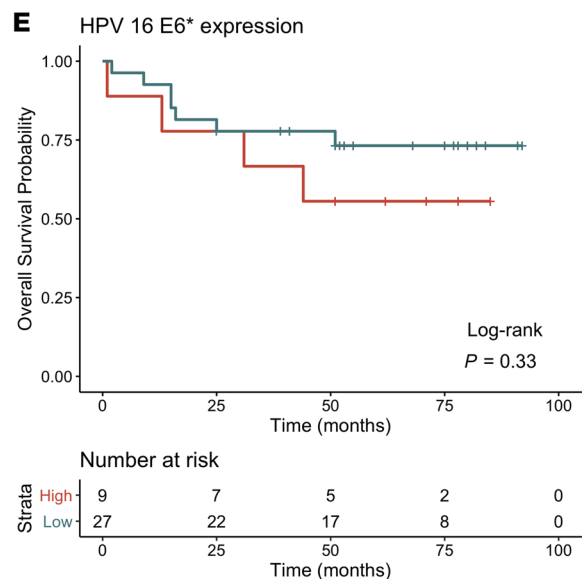 E
HPV 16 E6* expression
1.00
0.75
0.50
0.25
0.00
Overall Survival Probability
Log-rank
P = 0.33
0 25 50 75 100
Time (months)
Number at risk
Strata
High 9 7 5 2 0
Low 27 22 17 8 0
0 25 50 75 100
Time (months)